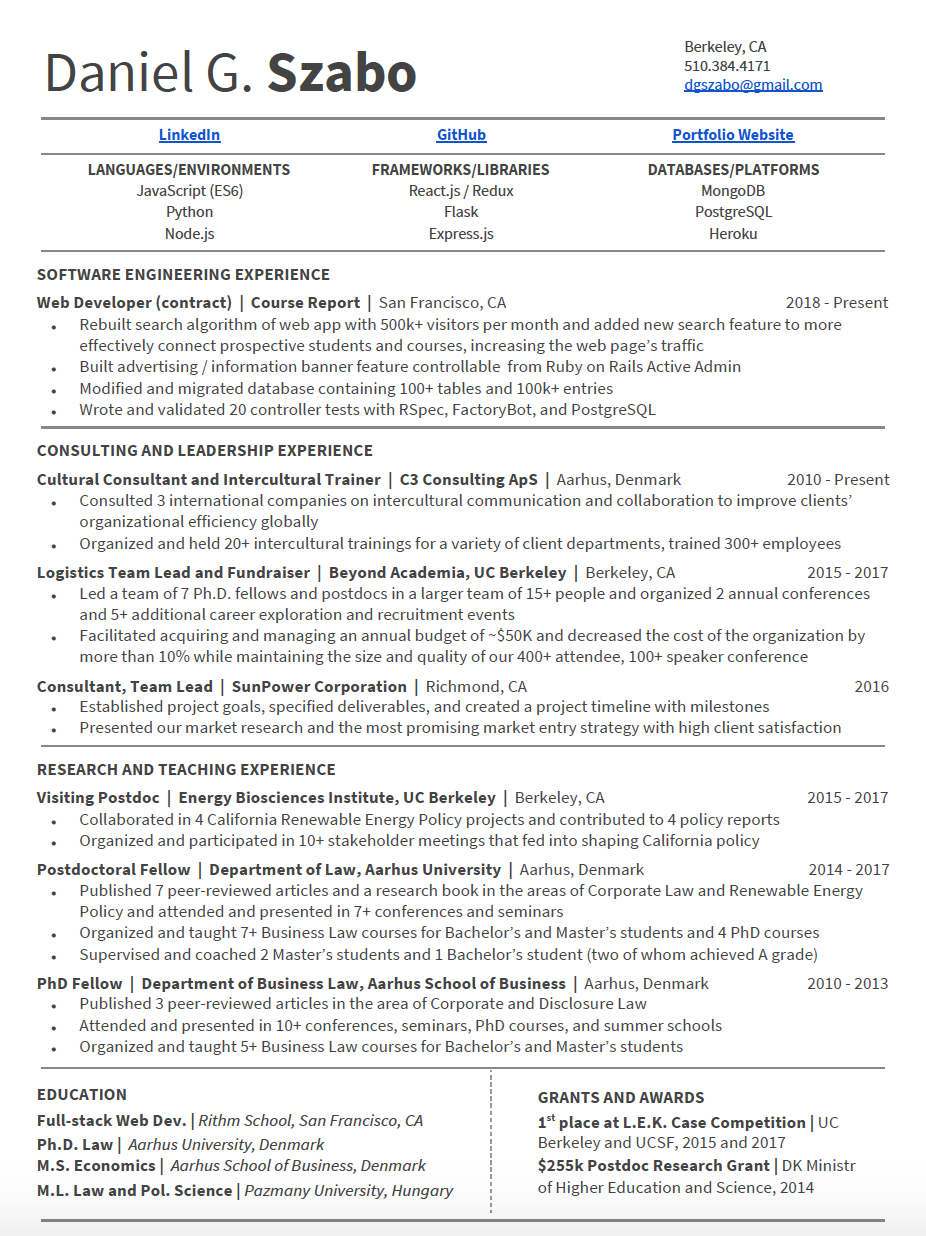 Daniel G. Szabo
Berkeley, CA
510.384.4171
dgszabo@gmail.com
LinkedIn
GitHub
Portfolio Website
LANGUAGES/ENVIRONMENTS
JavaScript (ES6)
Python
Node.js
FRAMEWORKS/LIBRARIES
React.js / Redux
Flask
Express.js
DATABASES/PLATFORMS
MongoDB
PostgreSQL
Heroku
SOFTWARE ENGINEERING EXPERIENCE
Web Developer (contract) | Course Report | San Francisco, CA 2018 - Present
• Rebuilt search algorithm of web app with 500k+ visitors per month and added new search feature to more
effectively connect prospective students and courses, increasing the web page's traffic
• Built advertising / information banner feature controllable from Ruby on Rails Active Admin
• Modified and migrated database containing 100+ tables and 100k+ entries
• Wrote and validated 20 controller tests with RSpec, FactoryBot, and PostgreSQL
CONSULTING AND LEADERSHIP EXPERIENCE
Cultural Consultant and Intercultural Trainer | C3 Consulting ApS | Aarhus, Denmark 2010 - Present
• Consulted 3 international companies on intercultural communication and collaboration to improve clients'
organizational efficiency globally
• Organized and held 20+ intercultural trainings for a variety of client departments, trained 300+ employees
Logistics Team Lead and Fundraiser | Beyond Academia, UC Berkeley | Berkeley, CA 2015 - 2017
• Led a team of 7 Ph.D. fellows and postdocs in a larger team of 15+ people and organized 2 annual conferences
and 5+ additional career exploration and recruitment events
• Facilitated acquiring and managing an annual budget of ~$50K and decreased the cost of the organization by
more than 10% while maintaining the size and quality of our 400+ attendee, 100+ speaker conference
Consultant, Team Lead | SunPower Corporation | Richmond, CA 2016
• Established project goals, specified deliverables, and created a project timeline with milestones
• Presented our market research and the most promising market entry strategy with high client satisfaction
RESEARCH AND TEACHING EXPERIENCE
Visiting Postdoc | Energy Biosciences Institute, UC Berkeley | Berkeley, CA 2015 - 2017
• Collaborated in 4 California Renewable Energy Policy projects and contributed to 4 policy reports
• Organized and participated in 10+ stakeholder meetings that fed into shaping California policy
Postdoctoral Fellow | Department of Law, Aarhus University | Aarhus, Denmark 2014 - 2017
• Published 7 peer-reviewed articles and a research book in the areas of Corporate Law and Renewable Energy
Policy and attended and presented in 7+ conferences and seminars
• Organized and taught 7+ Business Law courses for Bachelor's and Master's students and 4 PhD courses
• Supervised and coached 2 Master's students and 1 Bachelor's student (two of whom achieved A grade)
PhD Fellow | Department of Business Law, Aarhus School of Business | Aarhus, Denmark 2010 - 2013
• Published 3 peer-reviewed articles in the area of Corporate and Disclosure Law
• Attended and presented in 10+ conferences, seminars, PhD courses, and summer schools
• Organized and taught 5+ Business Law courses for Bachelor's and Master's students
EDUCATION
Full-stack Web Dev. | Rithm School, San Francisco, CA
Ph.D. Law | Aarhus University, Denmark
M.S. Economics | Aarhus School of Business, Denmark
M.L. Law and Pol. Science | Pazmany University, Hungary
GRANTS AND AWARDS
1st place at L.E.K. Case Competition | UC
Berkeley and UCSF, 2015 and 2017
$255k Postdoc Research Grant | DK Ministr
of Higher Education and Science, 2014